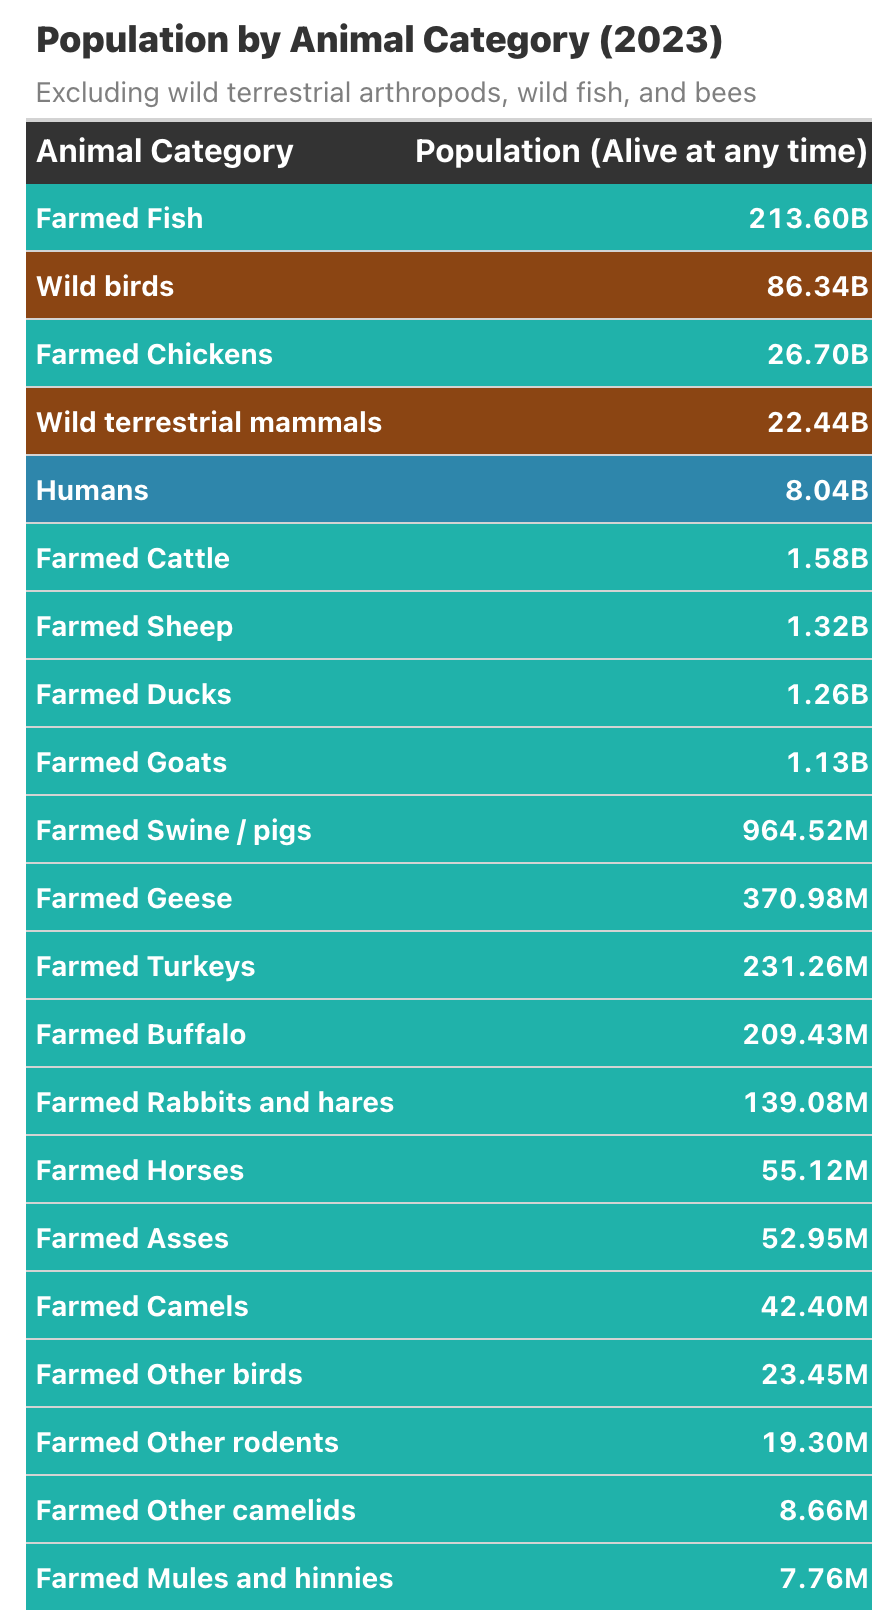 Population by Animal Category (2023)
Excluding wild terrestrial arthropods, wild fish, and bees
Animal Category Population (Alive at any time)
Farmed Fish 213.60B
Wild birds 86.34B
Farmed Chickens 26.70B
Wild terrestrial mammals 22.44B
Humans 8.04B
Farmed Cattle 1.58B
Farmed Sheep 1.32B
Farmed Ducks 1.26B
Farmed Goats 1.13B
Farmed Swine / pigs 964.52M
Farmed Geese 370.98M
Farmed Turkeys 231.26M
Farmed Buffalo 209.43M
Farmed Rabbits and hares 139.08M
Farmed Horses 55.12M
Farmed Asses 52.95M
Farmed Camels 42.40M
Farmed Other birds 23.45M
Farmed Other rodents 19.30M
Farmed Other camelids 8.66M
Farmed Mules and hinnies 7.76M